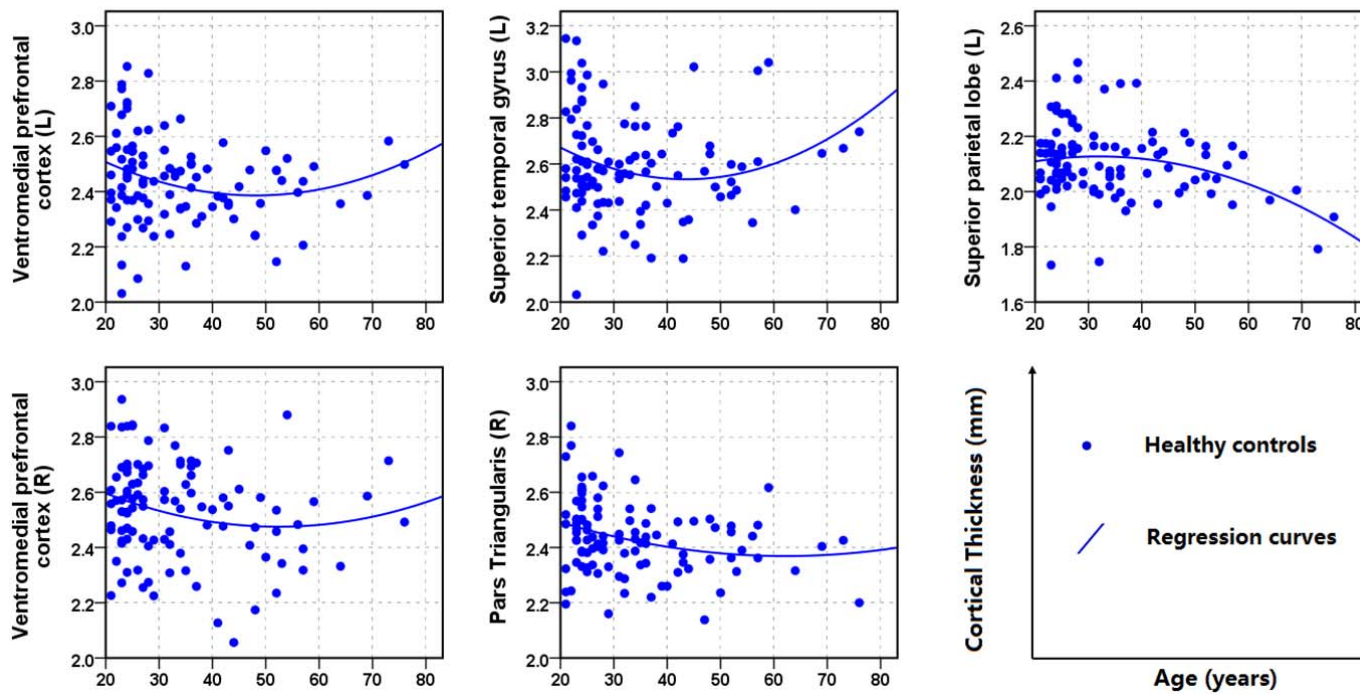 Ventromedial prefrontal
cortex (L)
3.0
2.8
2.6
2.4
2.2
2.0
20 30 40 50 60 70 80
Superior temporal gyrus (L)
3.2
3.0
2.8
2.6
2.4
2.2
2.0
20 30 40 50 60 70 80
Superior parietal lobe (L)
2.6
2.4
2.2
2.0
1.8
1.6
20 30 40 50 60 70 80
Ventromedial prefrontal
cortex (R)
3.0
2.8
2.6
2.4
2.2
2.0
20 30 40 50 60 70 80
Pars Triangularis (R)
3.0
2.8
2.6
2.4
2.2
2.0
20 30 40 50 60 70 80
Cortical Thickness (mm)
Healthy controls
Regression curves
Age (years)